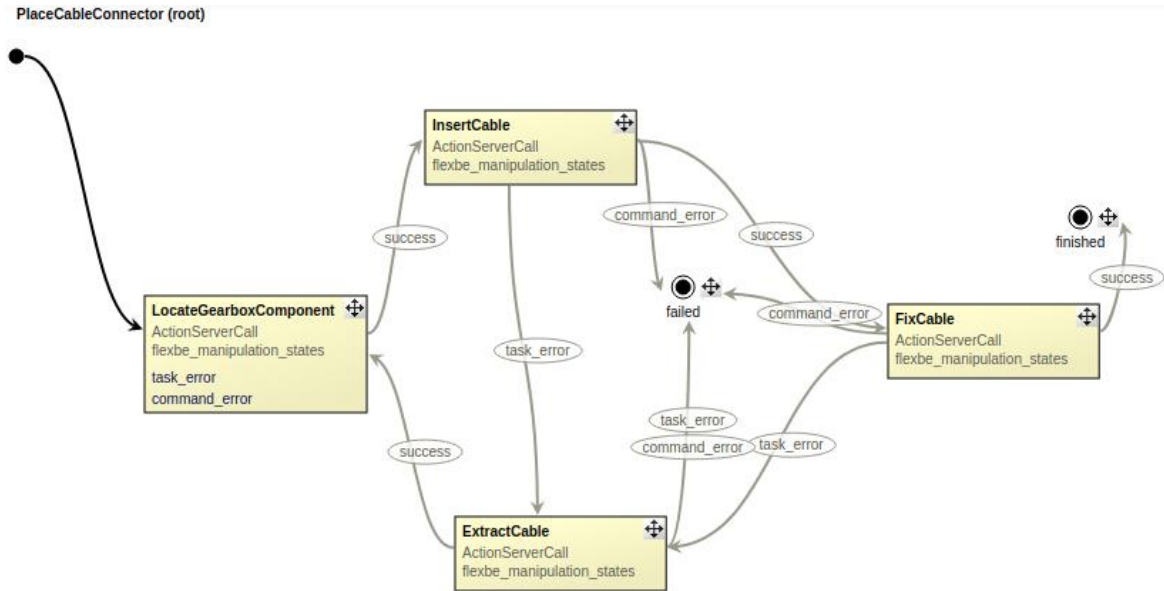 PlaceCableConnector (root)
InsertCable
ActionServerCall
flexbe_manipulation_states
command_error
success
success
finished
success
failed
LocateGearboxComponent
ActionServerCall
flexbe_manipulation_states
task_error
command_error
command_error
FixCable
ActionServerCall
flexbe_manipulation_states
task_error
task_error
command_error
task_error
success
ExtractCable
ActionServerCall
flexbe_manipulation_states